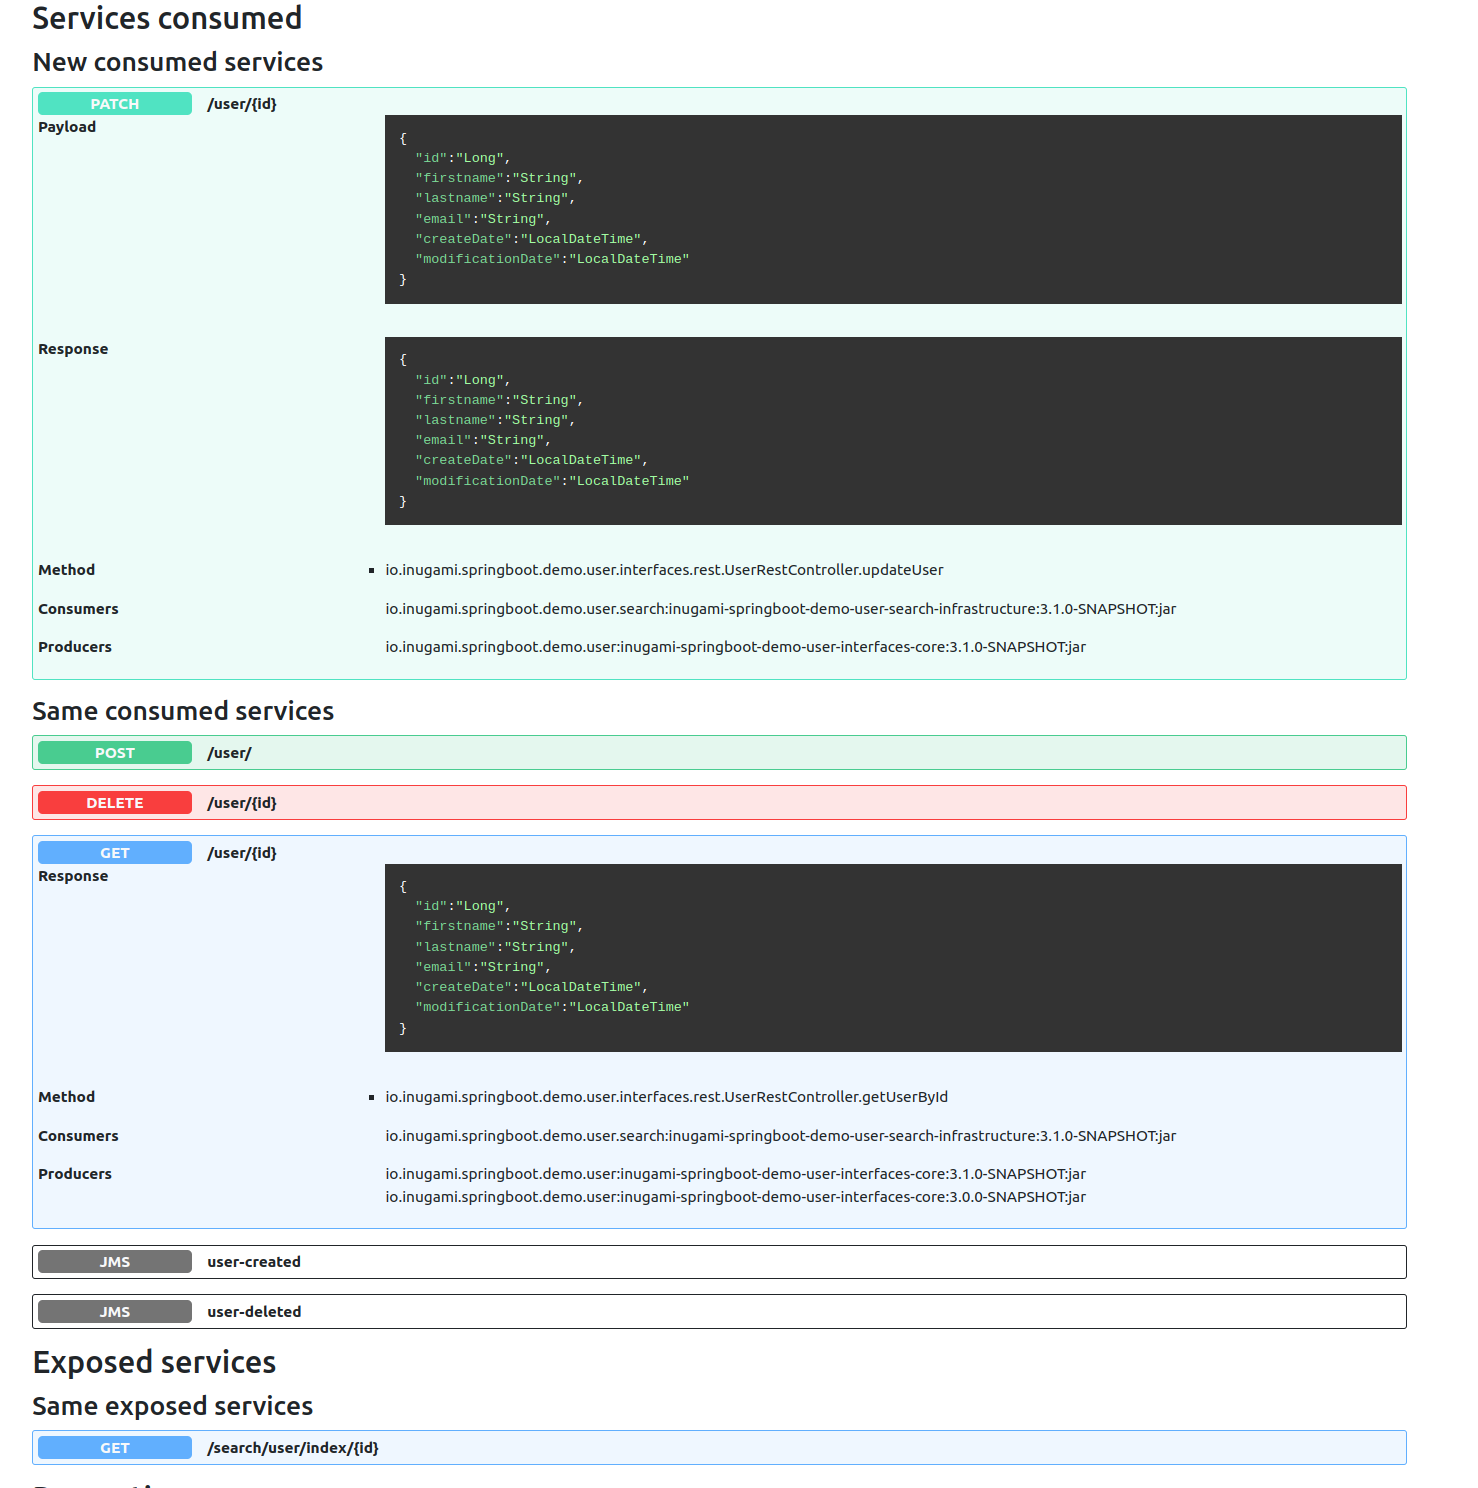 Services consumed
New consumed services
PATCH /user/{id}
Payload
{
"id":"Long",
"firstname":"String",
"lastname":"String",
"email":"String",
"createDate":"LocalDateTime",
"modificationDate":"LocalDateTime"
}
Response
{
"id":"Long",
"firstname":"String",
"lastname":"String",
"email":"String",
"createDate":"LocalDateTime",
"modificationDate":"LocalDateTime"
}
Method ▪ io.inugami.springboot.demo.user.interfaces.rest.UserRestController.updateUser
Consumers io.inugami.springboot.demo.user.search:inugami-springboot-demo-user-search-infrastructure:3.1.0-SNAPSHOT:jar
Producers io.inugami.springboot.demo.user:inugami-springboot-demo-user-interfaces-core:3.1.0-SNAPSHOT:jar
Same consumed services
POST /user/
DELETE /user/{id}
GET /user/{id}
Response
{
"id":"Long",
"firstname":"String",
"lastname":"String",
"email":"String",
"createDate":"LocalDateTime",
"modificationDate":"LocalDateTime"
}
Method ▪ io.inugami.springboot.demo.user.interfaces.rest.UserRestController.getUserById
Consumers io.inugami.springboot.demo.user.search:inugami-springboot-demo-user-search-infrastructure:3.1.0-SNAPSHOT:jar
Producers io.inugami.springboot.demo.user:inugami-springboot-demo-user-interfaces-core:3.1.0-SNAPSHOT:jar
io.inugami.springboot.demo.user:inugami-springboot-demo-user-interfaces-core:3.0.0-SNAPSHOT:jar
JMS user-created
JMS user-deleted
Exposed services
Same exposed services
GET /search/user/index/{id}